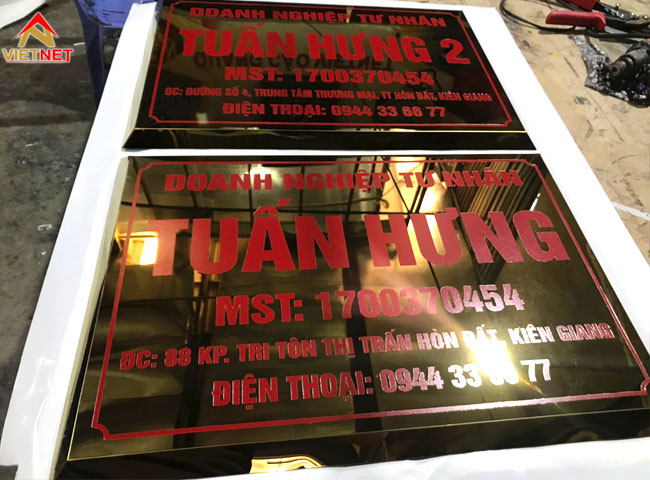 VIETNET
DOANH NGHIỆP TƯ NHÂN
TUẤN HƯNG 2
MST: 1700370454
ĐC: ĐƯỜNG SỐ 4, TRUNG TÂM THƯƠNG MẠI, TT HÒN ĐẤT, KIÊN GIANG
ĐIỆN THOẠI: 0944 33 66 77
DOANH NGHIỆP TƯ NHÂN
TUẤN HƯNG
MST: 1700370454
ĐC: 88 KP. TRI TÔN THỊ TRẤN HÒN ĐẤT, KIÊN GIANG
ĐIỆN THOẠI: 0944 33 66 77